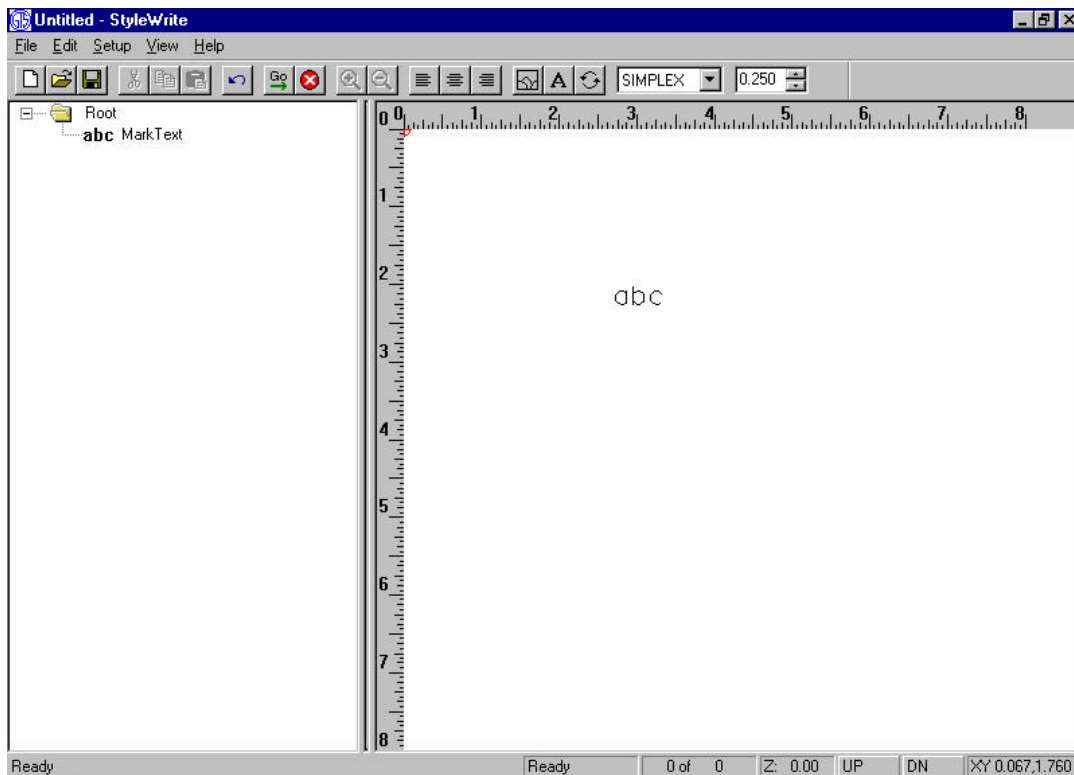 Untitled - StyleWrite
File Edit Setup View Help
Go A SIMPLEX 0.250
Root
abc MarkText
0 0 1 2 3 4 5 6 7 8
1
2
abc
3
4
5
6
7
8
Ready Ready 0 of 0 Z: 0.00 UP DN XY 0.067,1.760